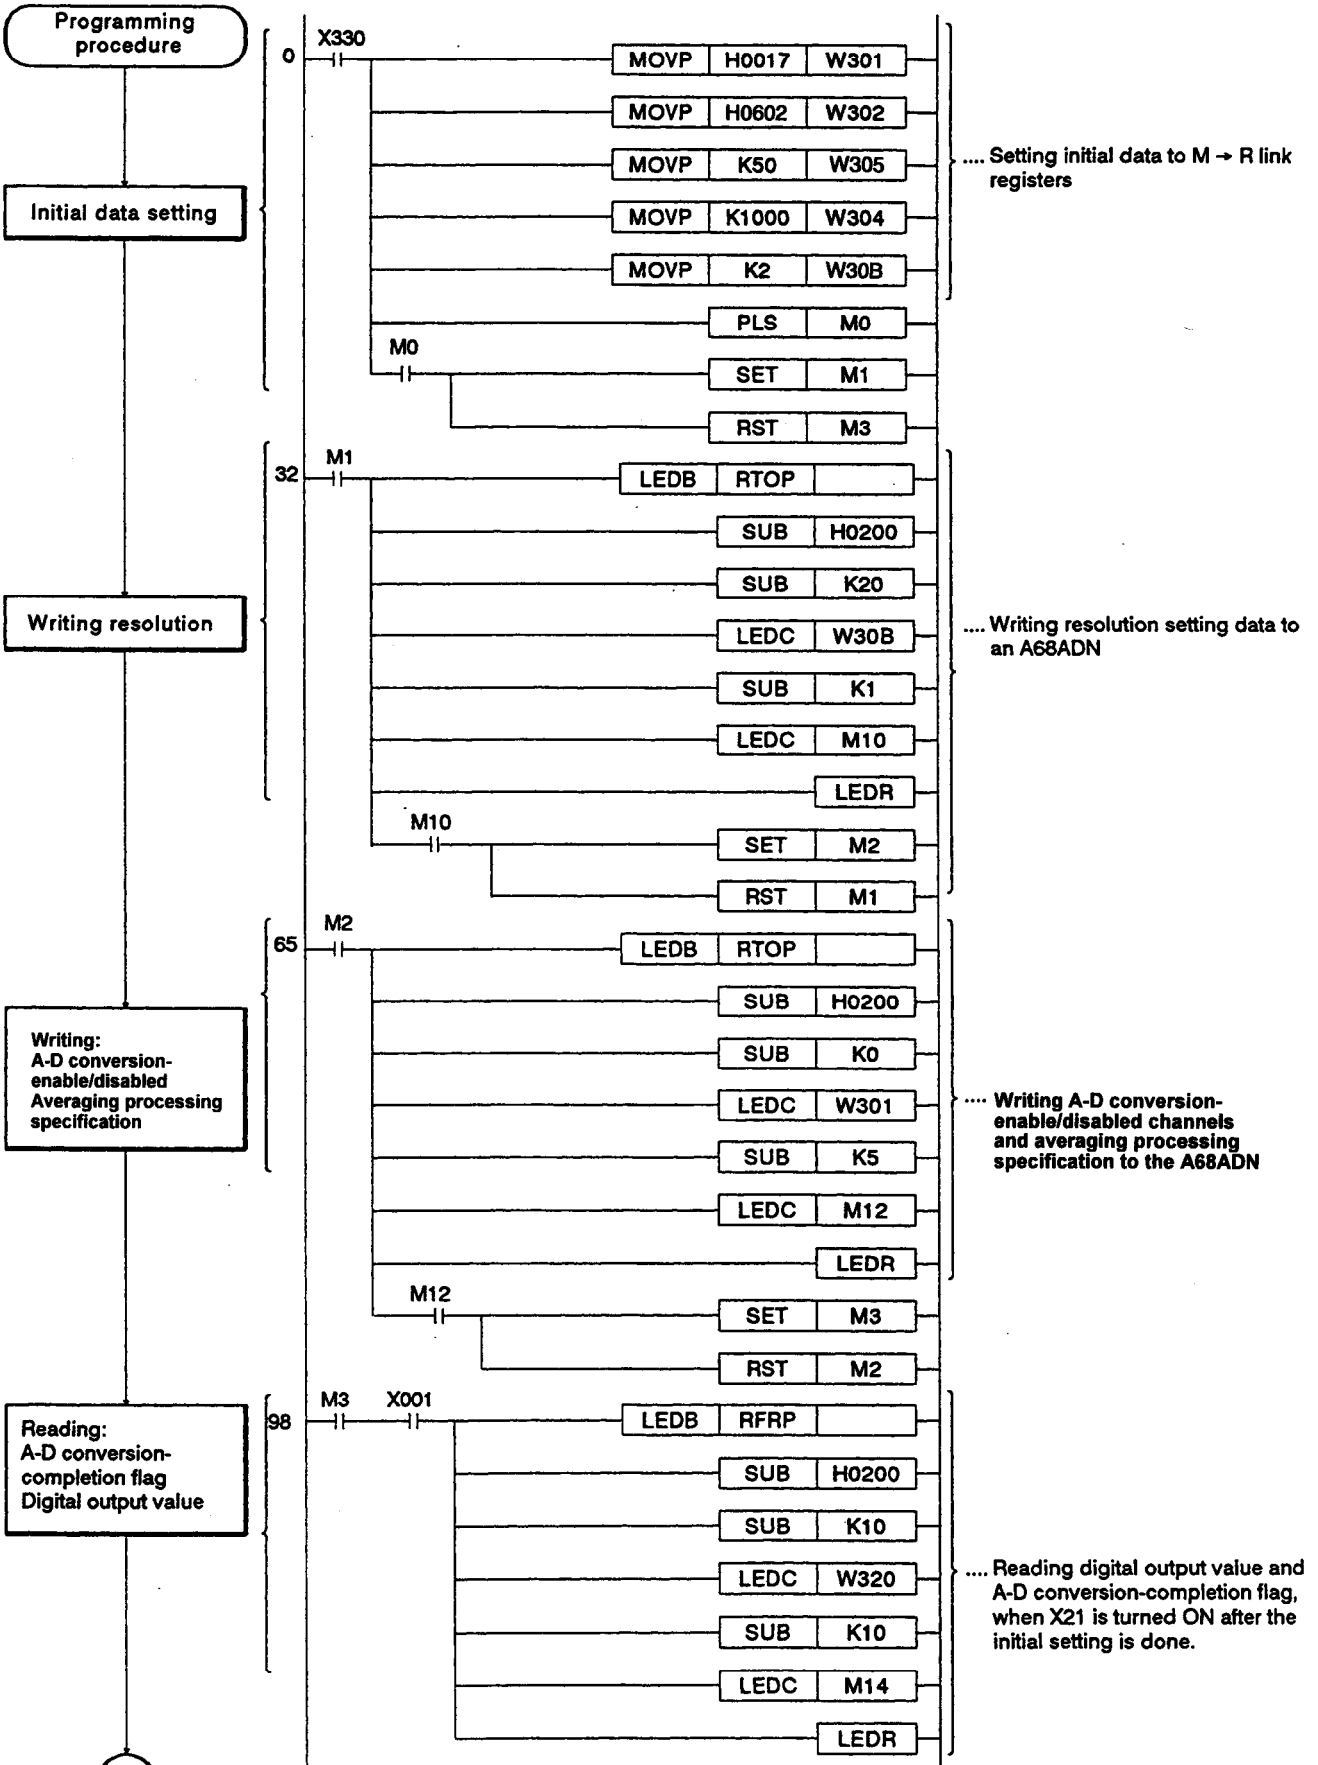 Programming
procedure
Initial data setting
Writing resolution
Writing:
A-D conversion-
enable/disabled
Averaging processing
specification
Reading:
A-D conversion-
completion flag
Digital output value
0
X330
MOVP H0017 W301
MOVP H0602 W302
MOVP K50 W305
MOVP K1000 W304
MOVP K2 W30B
PLS M0
M0
SET M1
RST M3
.... Setting initial data to M → R link
registers
32
M1
LEDB RTOP
SUB H0200
SUB K20
LEDC W30B
SUB K1
LEDC M10
LEDR
M10
SET M2
RST M1
.... Writing resolution setting data to
an A68ADN
65
M2
LEDB RTOP
SUB H0200
SUB K0
LEDC W301
SUB K5
LEDC M12
LEDR
M12
SET M3
RST M2
.... Writing A-D conversion-
enable/disabled channels
and averaging processing
specification to the A68ADN
98
M3 X001
LEDB RFRP
SUB H0200
SUB K10
LEDC W320
SUB K10
LEDC M14
LEDR
.... Reading digital output value and
A-D conversion-completion flag,
when X21 is turned ON after the
initial setting is done.